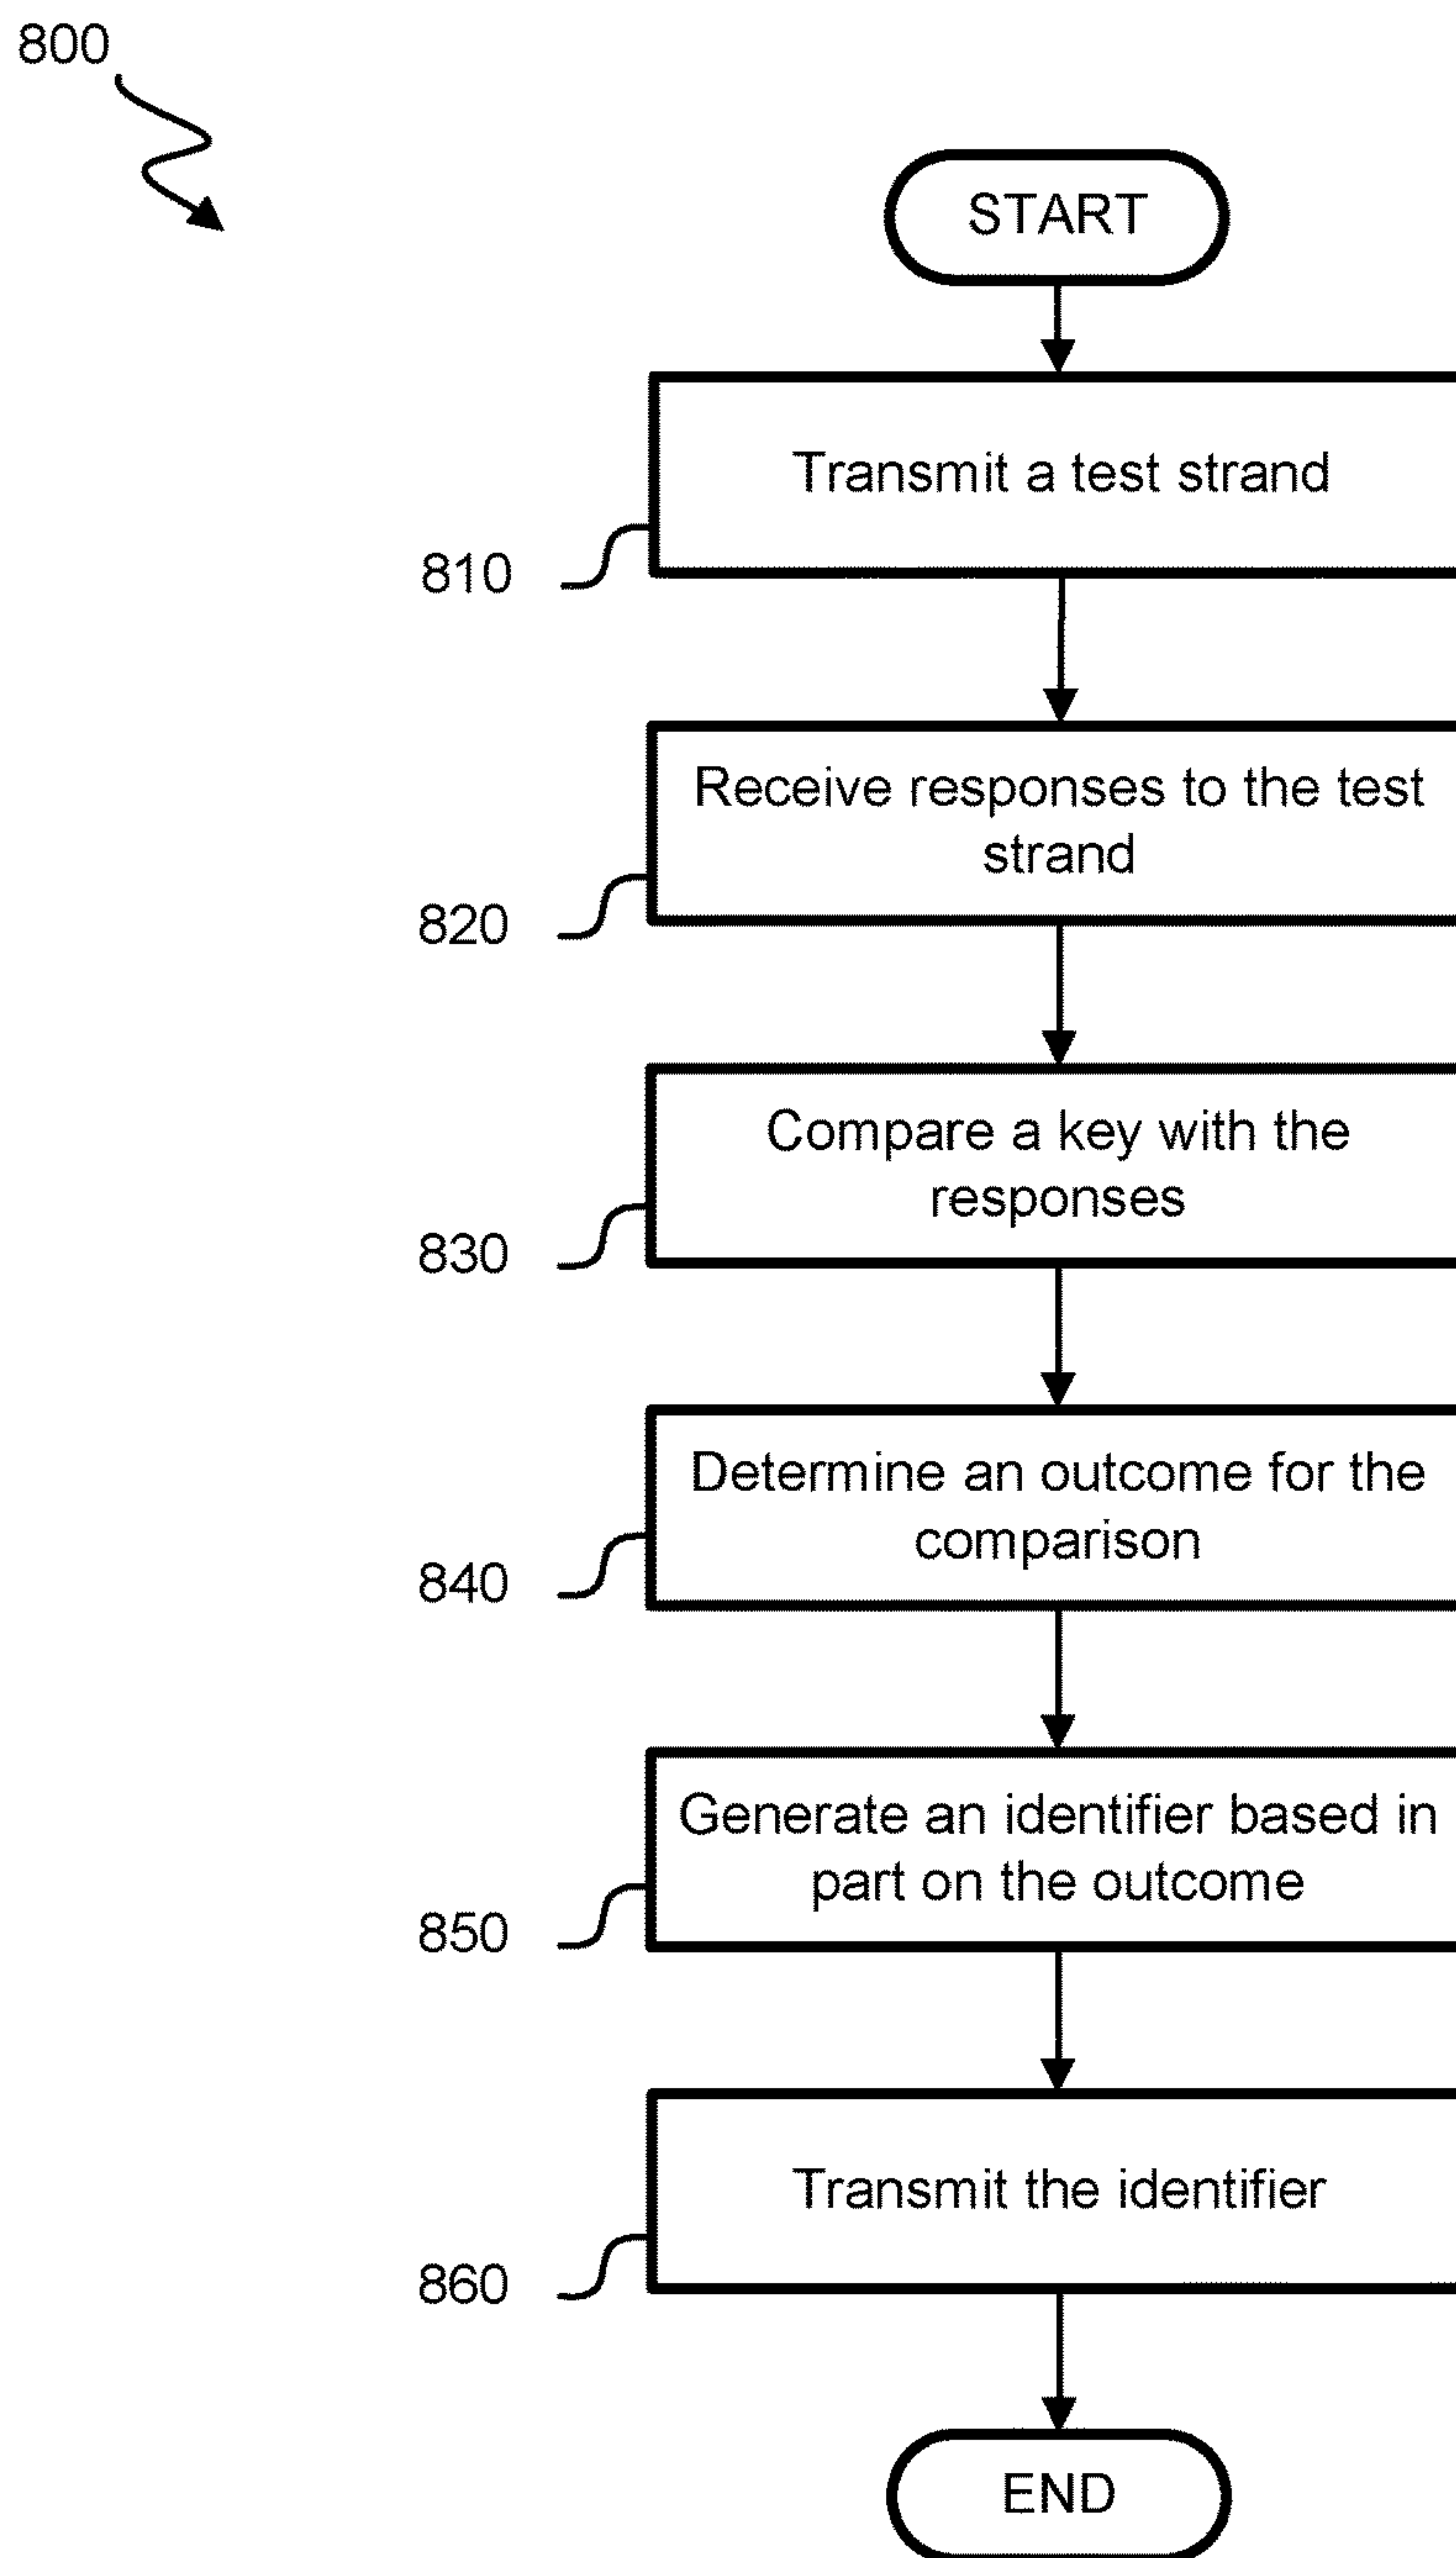 800
START
Transmit a test strand
810
Receive responses to the test
strand
820
Compare a key with the
responses
830
Determine an outcome for the
comparison
840
Generate an identifier based in
part on the outcome
850
Transmit the identifier
860
END